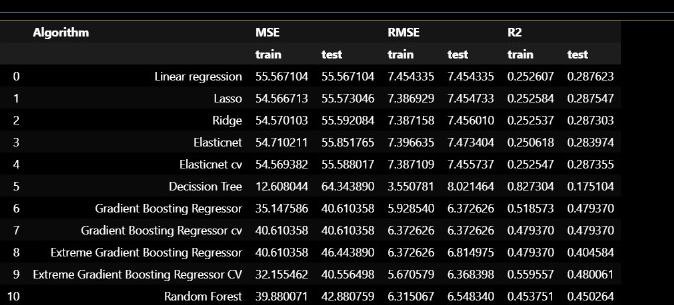 Algorithm MSE RMSE R2
train test train test train test
0 Linear regression 55.567104 55.567104 7.454335 7.454335 0.252607 0.287623
1 Lasso 54.566713 55.573046 7.386929 7.454733 0.252584 0.287547
2 Ridge 54.570103 55.592084 7.387158 7.456010 0.252537 0.287303
3 Elasticnet 54.710211 55.851765 7.396635 7.473404 0.250618 0.283974
4 Elasticnet cv 54.569382 55.588017 7.387109 7.455737 0.252547 0.287355
5 Decission Tree 12.608044 64.343890 3.550781 8.021464 0.827304 0.175104
6 Gradient Boosting Regressor 35.147586 40.610358 5.928540 6.372626 0.518573 0.479370
7 Gradient Boosting Regressor cv 40.610358 40.610358 6.372626 6.372626 0.479370 0.479370
8 Extreme Gradient Boosting Regressor 40.610358 46.443890 6.372626 6.814975 0.479370 0.404584
9 Extreme Gradient Boosting Regressor CV 32.155462 40.556498 5.670579 6.368398 0.559557 0.480061
10 Random Forest 39.880071 42.880759 6.315067 6.548340 0.453751 0.450264